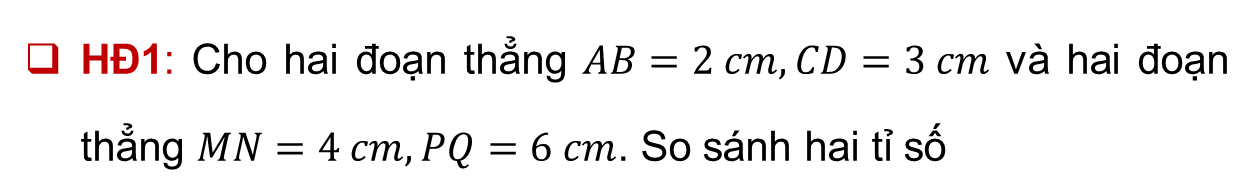 ❑ HĐ1: Cho hai đoạn thẳng AB = 2 cm, CD = 3 cm và hai đoạn
thẳng MN = 4 cm, PQ = 6 cm. So sánh hai tỉ số